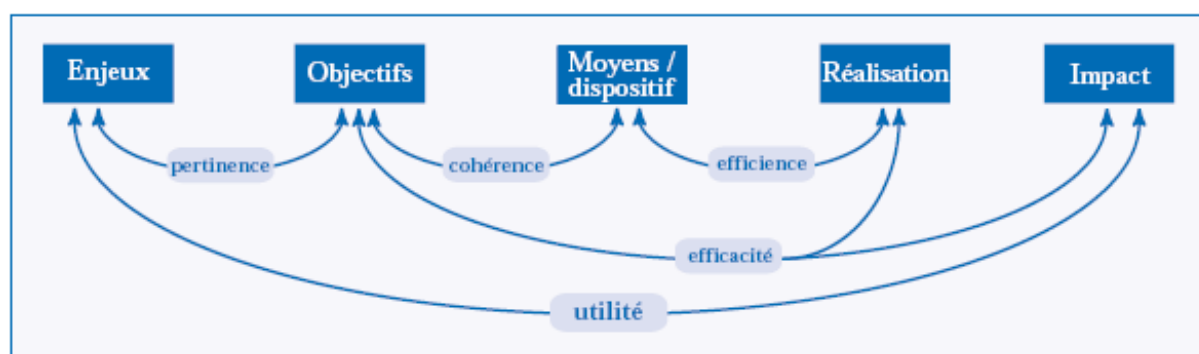 Enjeux
Objectifs
Moyens /
dispositif
Réalisation
Impact
pertinence
cohérence
efficience
efficacité
utilité